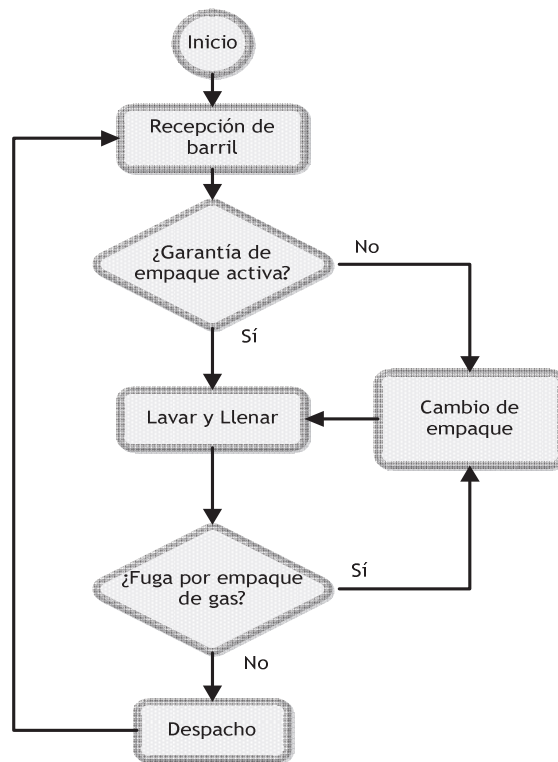 Inicio
Recepción de
barril
¿Garantía de
empaque activa?
No
Sí
Lavar y Llenar
Cambio de
empaque
¿Fuga por empaque
de gas?
Sí
No
Despacho